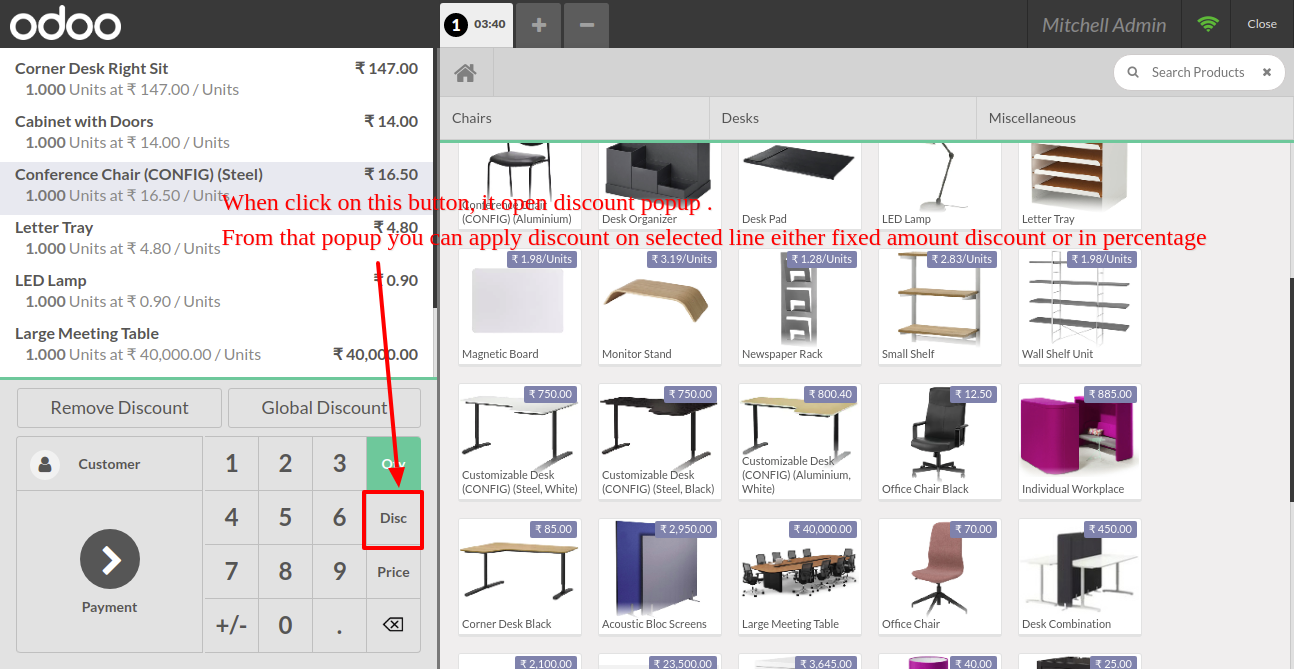 odoo
1 03:40
Mitchell Admin
Close
Search Products
Chairs
Desks
Miscellaneous
Corner Desk Right Sit ₹ 147.00
1.000 Units at ₹ 147.00 / Units
Cabinet with Doors ₹ 14.00
1.000 Units at ₹ 14.00 / Units
Conference Chair (CONFIG) (Steel) ₹ 16.50
1.000 Units at ₹ 16.50 / Units
Letter Tray ₹ 4.80
1.000 Units at ₹ 4.80 / Units
LED Lamp ₹ 0.90
1.000 Units at ₹ 0.90 / Units
Large Meeting Table
1.000 Units at ₹ 40,000.00 / Units ₹ 40,000.00
When click on this button, it open discount popup .
From that popup you can apply discount on selected line either fixed amount discount or in percentage
Remove Discount
Global Discount
Customer
1 2 3 Qty
4 5 6 Disc
7 8 9 Price
+/- 0 .
Payment
Conference Chair
(CONFIG) (Aluminium)
Desk Organizer
Desk Pad
LED Lamp
Letter Tray
₹ 1.98/Units
Magnetic Board
₹ 3.19/Units
Monitor Stand
₹ 1.28/Units
Newspaper Rack
₹ 2.83/Units
Small Shelf
₹ 1.98/Units
Wall Shelf Unit
₹ 750.00
Customizable Desk
(CONFIG) (Steel, White)
₹ 750.00
Customizable Desk
(CONFIG) (Steel, Black)
₹ 800.40
Customizable Desk
(CONFIG) (Aluminium,
White)
₹ 12.50
Office Chair Black
₹ 885.00
Individual Workplace
₹ 85.00
Corner Desk Black
₹ 2,950.00
Acoustic Bloc Screens
₹ 40,000.00
Large Meeting Table
₹ 70.00
Office Chair
₹ 450.00
Desk Combination
₹ 2,100.00
₹ 23,500.00
₹ 3,645.00
₹ 40.00
₹ 25.00